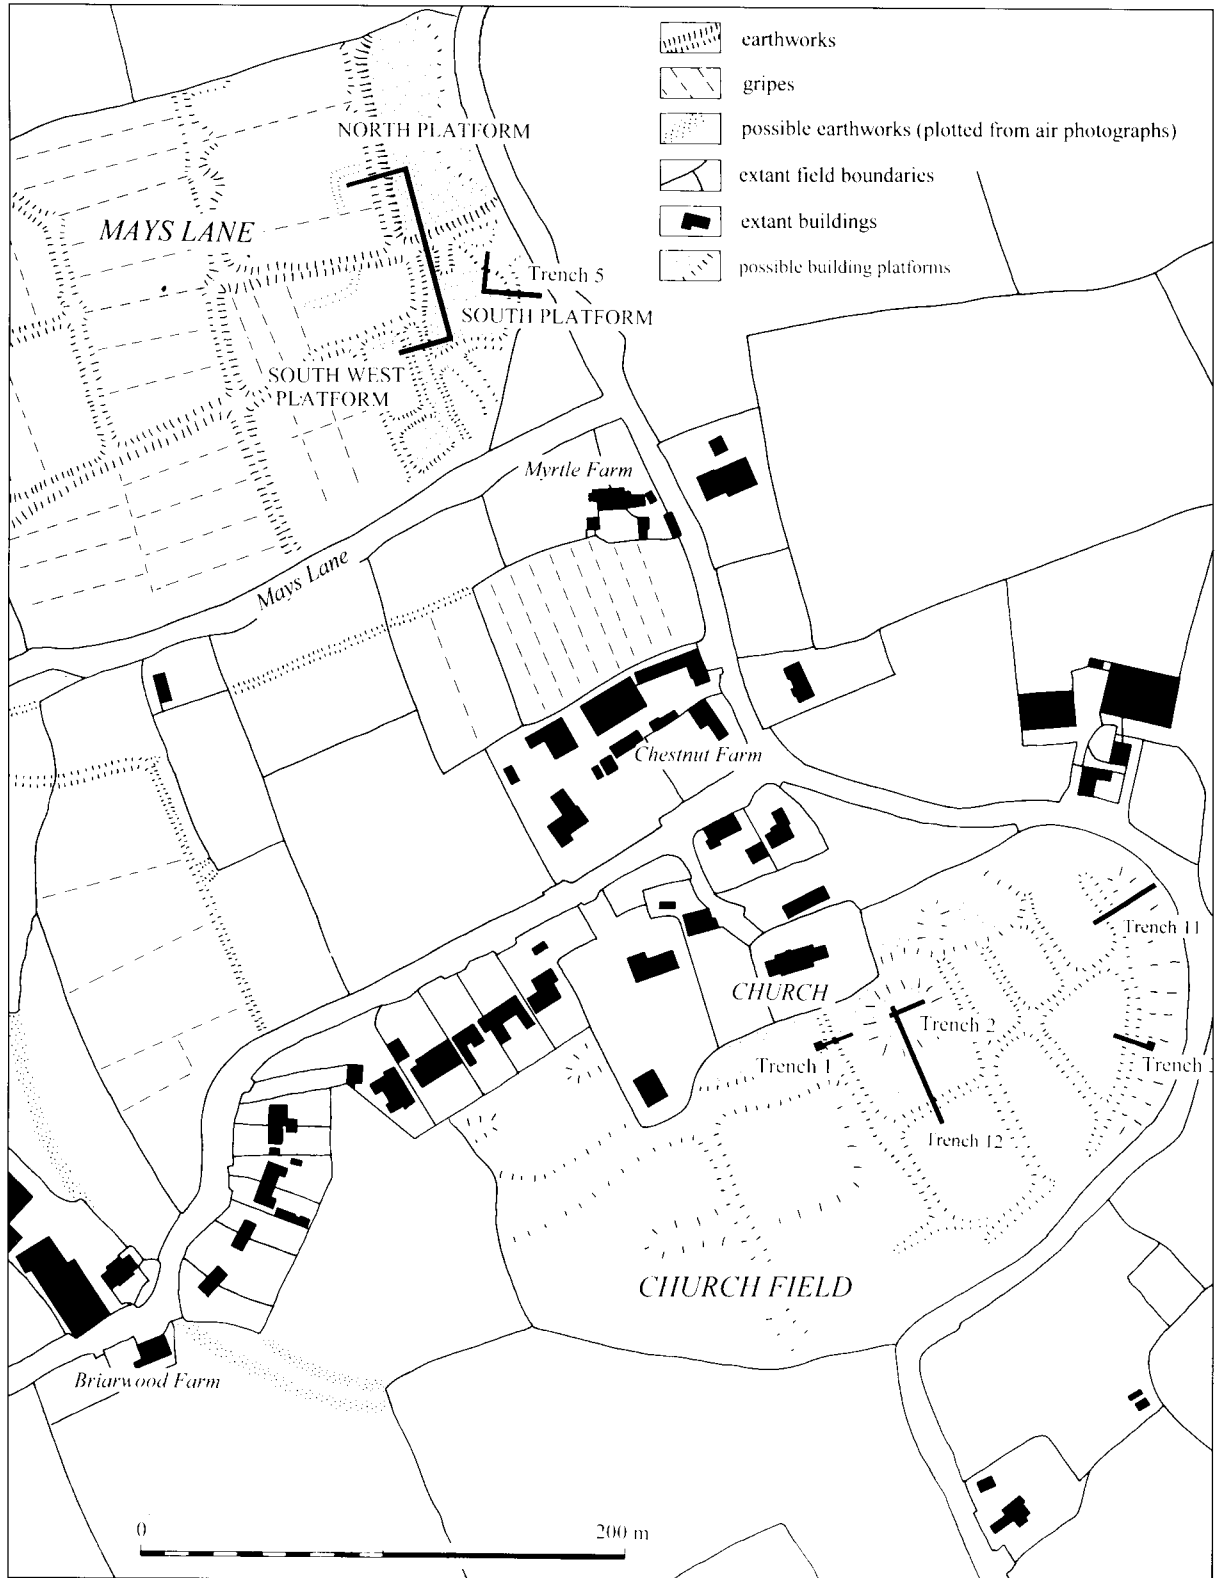 earthworks
gripes
possible earthworks (plotted from air photographs)
extant field boundaries
extant buildings
possible building platforms
NORTH PLATFORM
MAYS LANE
Trench 5
SOUTH PLATFORM
SOUTH WEST
PLATFORM
Myrtle Farm
Mays Lane
Chestnut Farm
Trench 11
CHURCH
Trench 2
Trench 1
Trench
Trench 12
CHURCH FIELD
Briarwood Farm
0
200 m